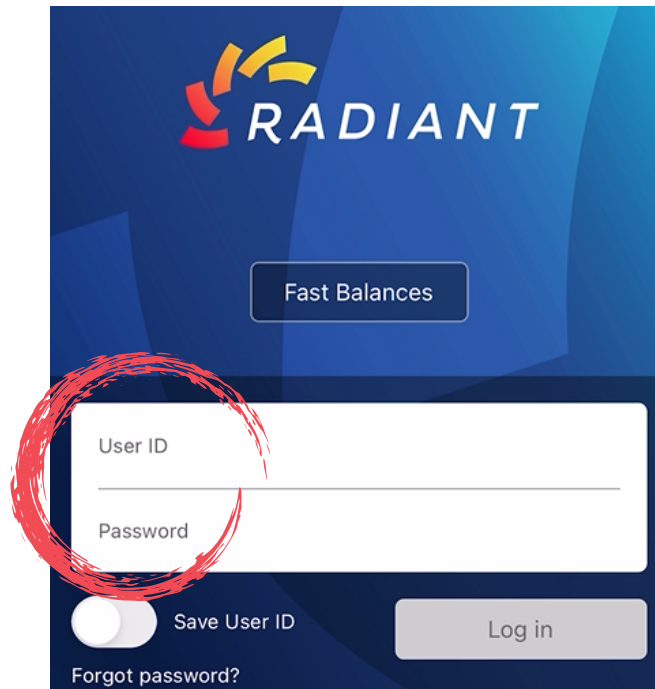 RADIANT
Fast Balances
User ID
Password
Save User ID
Log in
Forgot password?